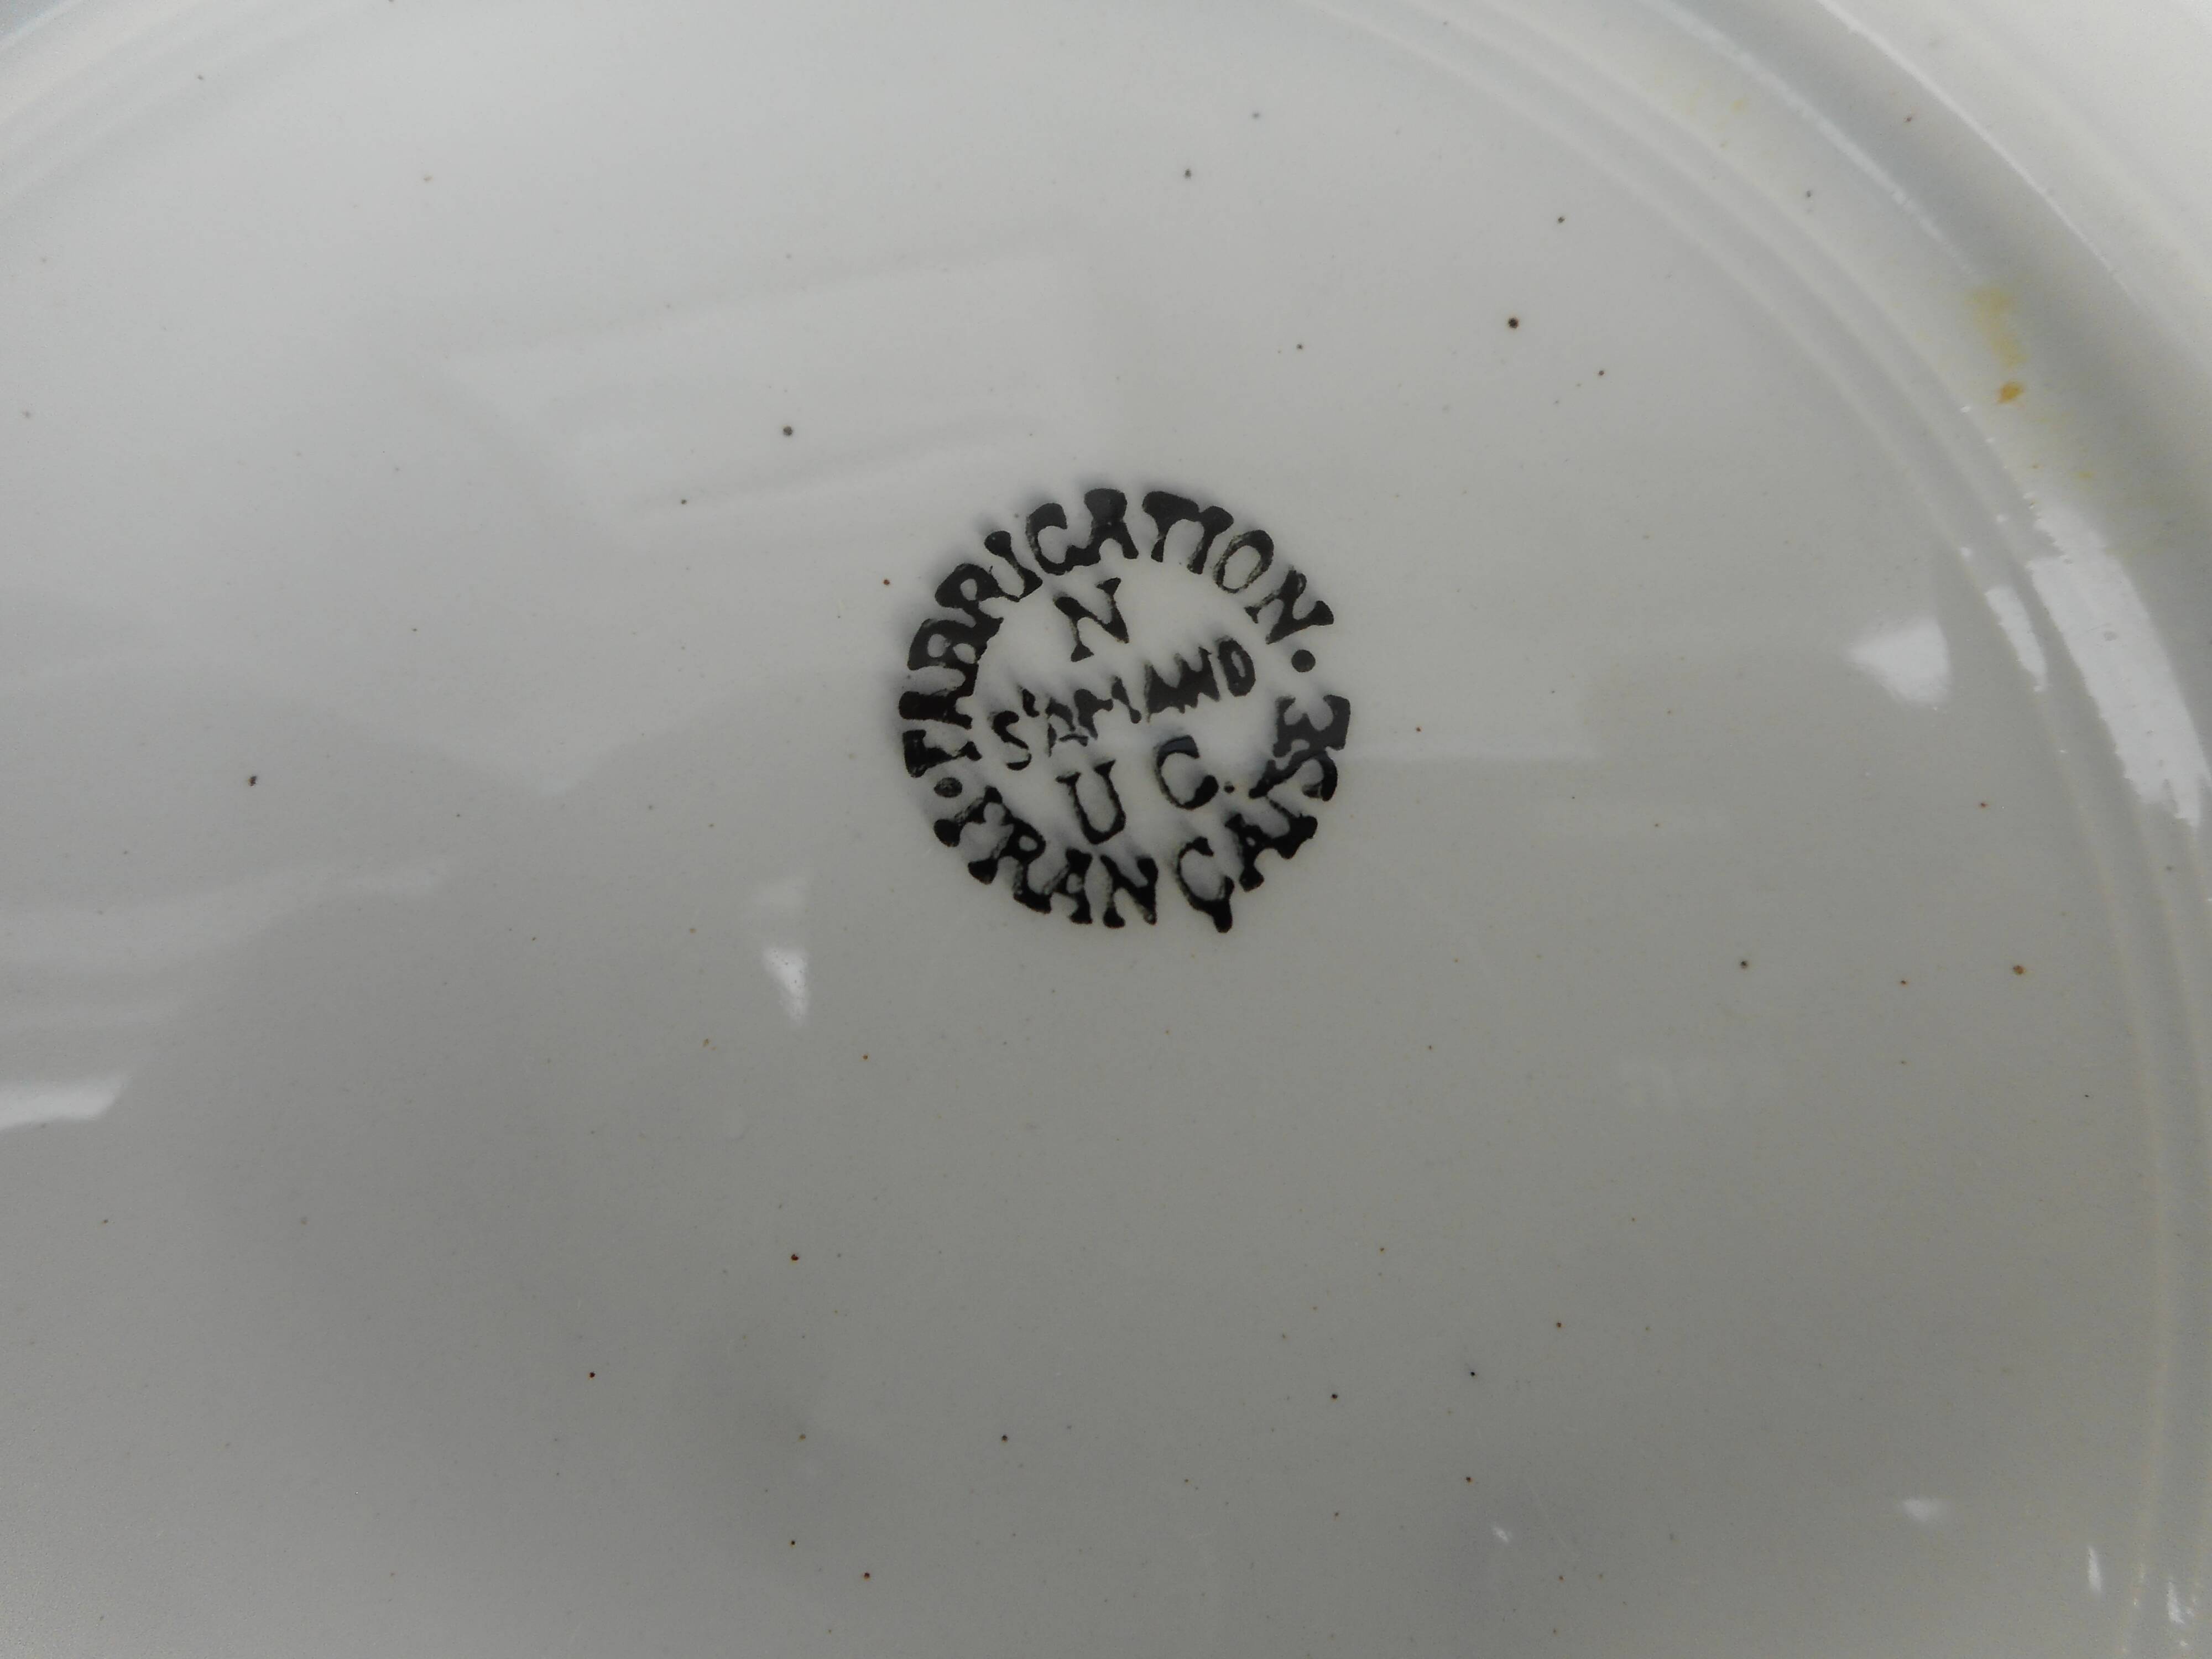 FABRICATION
N
S'AMAND
U C.
FRANÇAISE